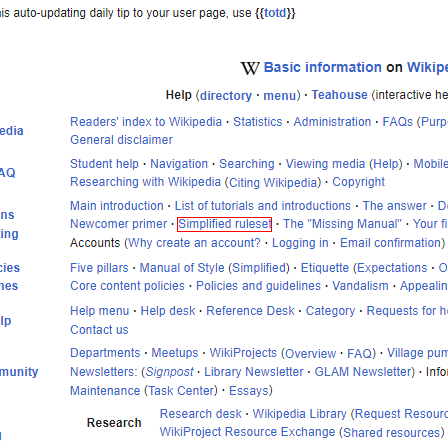 is auto-updating daily tip to your user page, use {{totd}}
Basic information on Wikipe
Help (directory · menu) · Teahouse (interactive he
Readers' index to Wikipedia · Statistics · Administration · FAQs (Purp
edia
General disclaimer
Student help · Navigation · Searching · Viewing media (Help) · Mobile
AQ
Researching with Wikipedia (Citing Wikipedia) · Copyright
Main introduction · List of tutorials and introductions · The answer · D
ns
Newcomer primer · Simplified ruleset · The "Missing Manual" · Your fi
ing
Accounts (Why create an account? · Logging in · Email confirmation)
cies
Five pillars · Manual of Style (Simplified) · Etiquette (Expectations · O
nes
Core content policies · Policies and guidelines · Vandalism · Appealin
Help menu · Help desk · Reference Desk · Category · Requests for h
lp
Contact us
Departments · Meetups · WikiProjects (Overview · FAQ) · Village pum
munity
Newsletters: (Signpost · Library Newsletter · GLAM Newsletter) · Info
Maintenance (Task Center) · Essays)
Research
Research desk · Wikipedia Library (Request Resourc
WikiProject Resource Exchange (Shared resources)